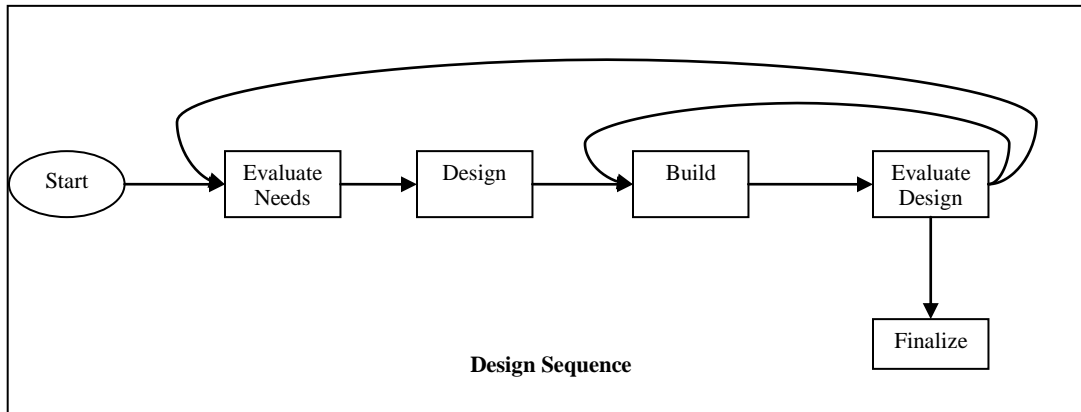 Start
Evaluate
Needs
Design
Build
Evaluate
Design
Finalize
Design Sequence